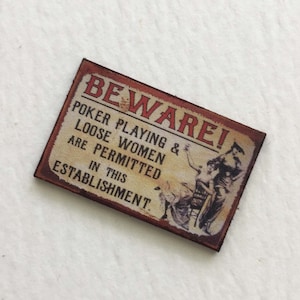 BEWARE!
POKER PLAYING &
LOOSE WOMEN
ARE PERMITTED
IN THIS
ESTABLISHMENT.